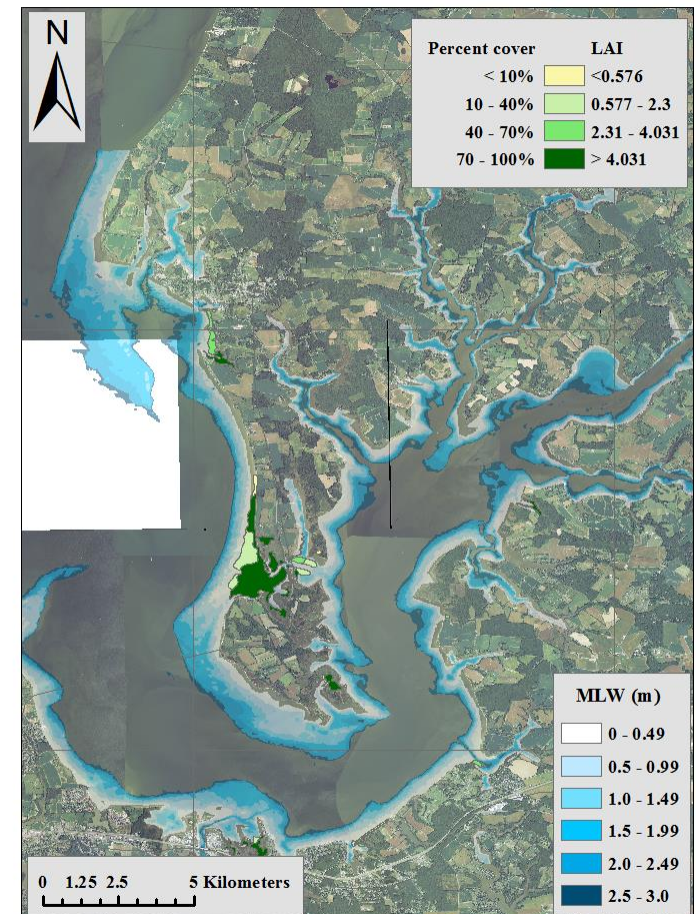 N
Percent cover LAI
< 10% <0.576
10 - 40% 0.577 - 2.3
40 - 70% 2.31 - 4.031
70 - 100% > 4.031
MLW (m)
0 - 0.49
0.5 - 0.99
1.0 - 1.49
1.5 - 1.99
2.0 - 2.49
2.5 - 3.0
0 1.25 2.5 5 Kilometers